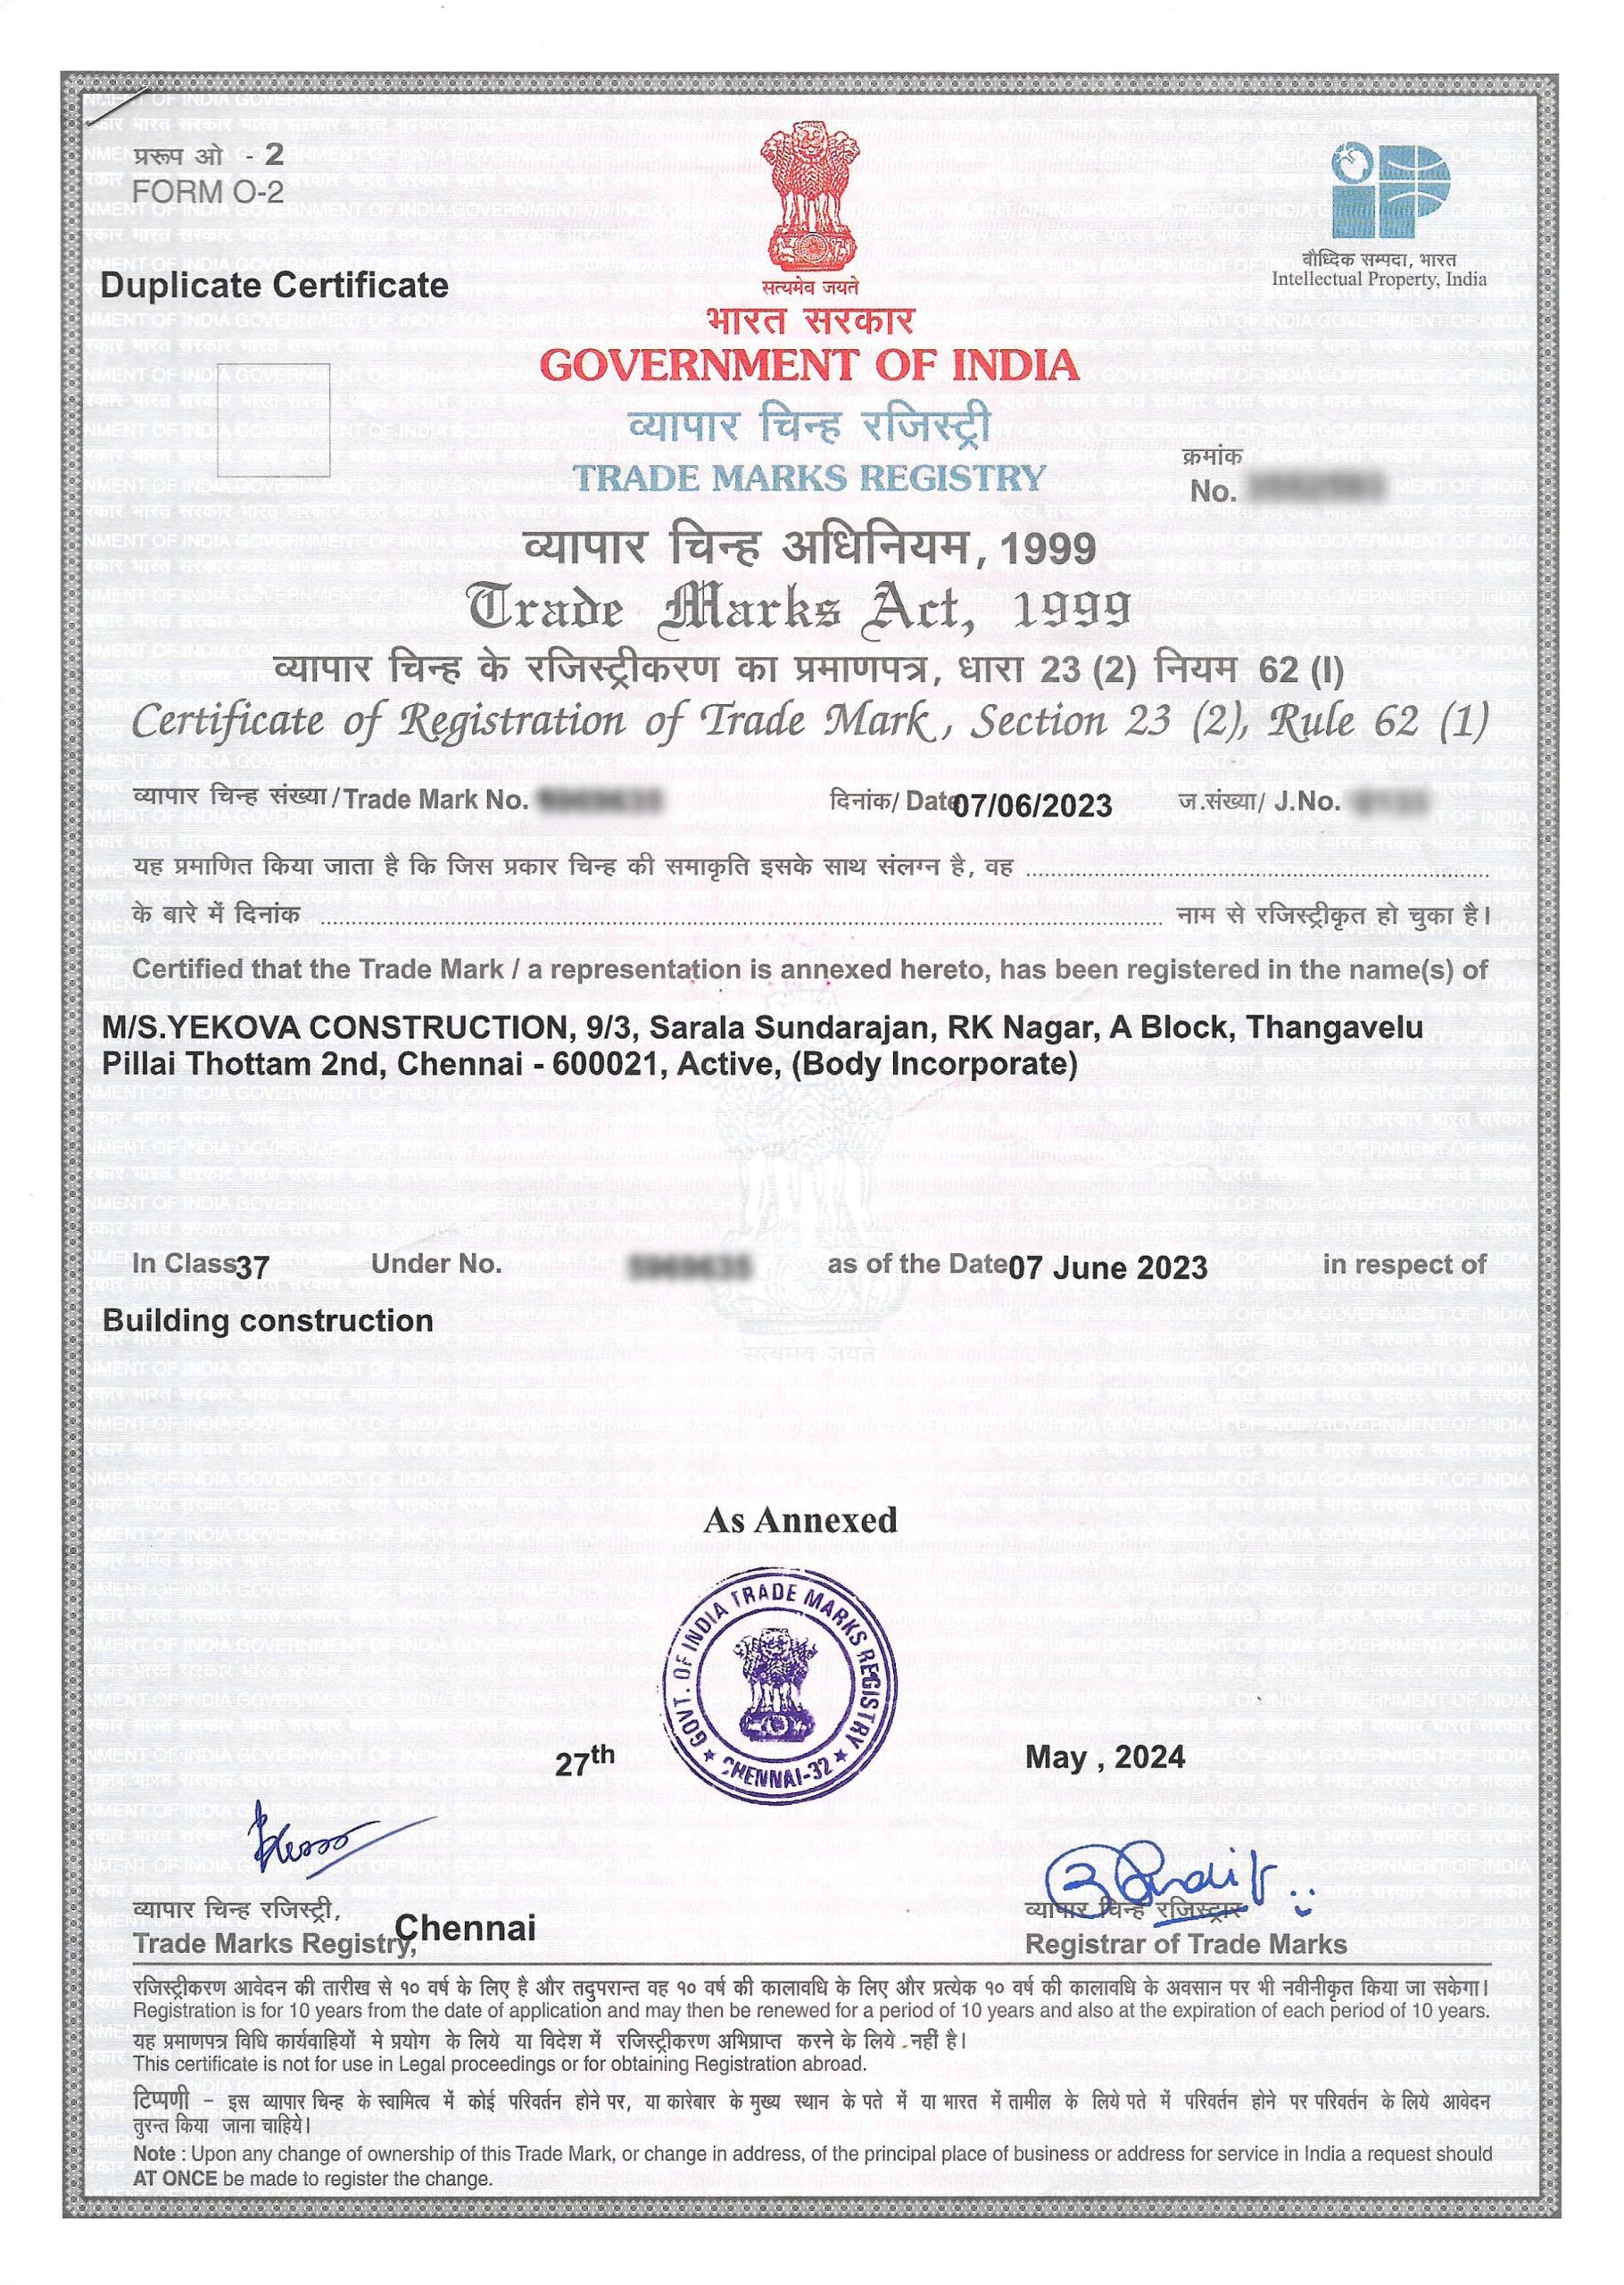 प्ररूप ओ - 2
FORM O-2
Duplicate Certificate
सत्यमेव जयते
भारत सरकार
GOVERNMENT OF INDIA
व्यापार चिन्ह रजिस्ट्री
TRADE MARKS REGISTRY
iP
बौध्दिक सम्पदा, भारत
Intellectual Property, India
क्रमांक
No.
व्यापार चिन्ह अधिनियम, 1999
Trade Marks Act, 1999
व्यापार चिन्ह के रजिस्ट्रीकरण का प्रमाणपत्र, धारा 23 (2) नियम 62 (I)
Certificate of Registration of Trade Mark, Section 23 (2), Rule 62 (1)
व्यापार चिन्ह संख्या/Trade Mark No. दिनांक/ Date 07/06/2023 ज.संख्या/ J.No.
यह प्रमाणित किया जाता है कि जिस प्रकार चिन्ह की समाकृति इसके साथ संलग्न है, वह
के बारे में दिनांक नाम से रजिस्ट्रीकृत हो चुका है।
Certified that the Trade Mark / a representation is annexed hereto, has been registered in the name(s) of
M/S.YEKOVA CONSTRUCTION, 9/3, Sarala Sundarajan, RK Nagar, A Block, Thangavelu
Pillai Thottam 2nd, Chennai - 600021, Active, (Body Incorporate)
In Class37 Under No. as of the Date07 June 2023 in respect of
Building construction
सत्यमेव जयते
As Annexed
GOVT. OF INDIA TRADE MARKS REGISTRY
CHENNAI-32
27th May , 2024
व्यापार चिन्ह रजिस्ट्री,
Trade Marks Registry, Chennai
व्यापार चिन्ह रजिस्ट्रार
Registrar of Trade Marks
रजिस्ट्रीकरण आवेदन की तारीख से १० वर्ष के लिए है और तदुपरान्त वह १० वर्ष की कालावधि के लिए और प्रत्येक १० वर्ष की कालावधि के अवसान पर भी नवीनीकृत किया जा सकेगा।
Registration is for 10 years from the date of application and may then be renewed for a period of 10 years and also at the expiration of each period of 10 years.
यह प्रमाणपत्र विधि कार्यवाहियों मे प्रयोग के लिये या विदेश में रजिस्ट्रीकरण अभिप्राप्त करने के लिये नहीं है।
This certificate is not for use in Legal proceedings or for obtaining Registration abroad.
टिप्पणी – इस व्यापार चिन्ह के स्वामित्व में कोई परिवर्तन होने पर, या कारेबार के मुख्य स्थान के पते में या भारत में तामील के लिये पते में परिवर्तन होने पर परिवर्तन के लिये आवेदन
तुरन्त किया जाना चाहिये।
Note : Upon any change of ownership of this Trade Mark, or change in address, of the principal place of business or address for service in India a request should
AT ONCE be made to register the change.